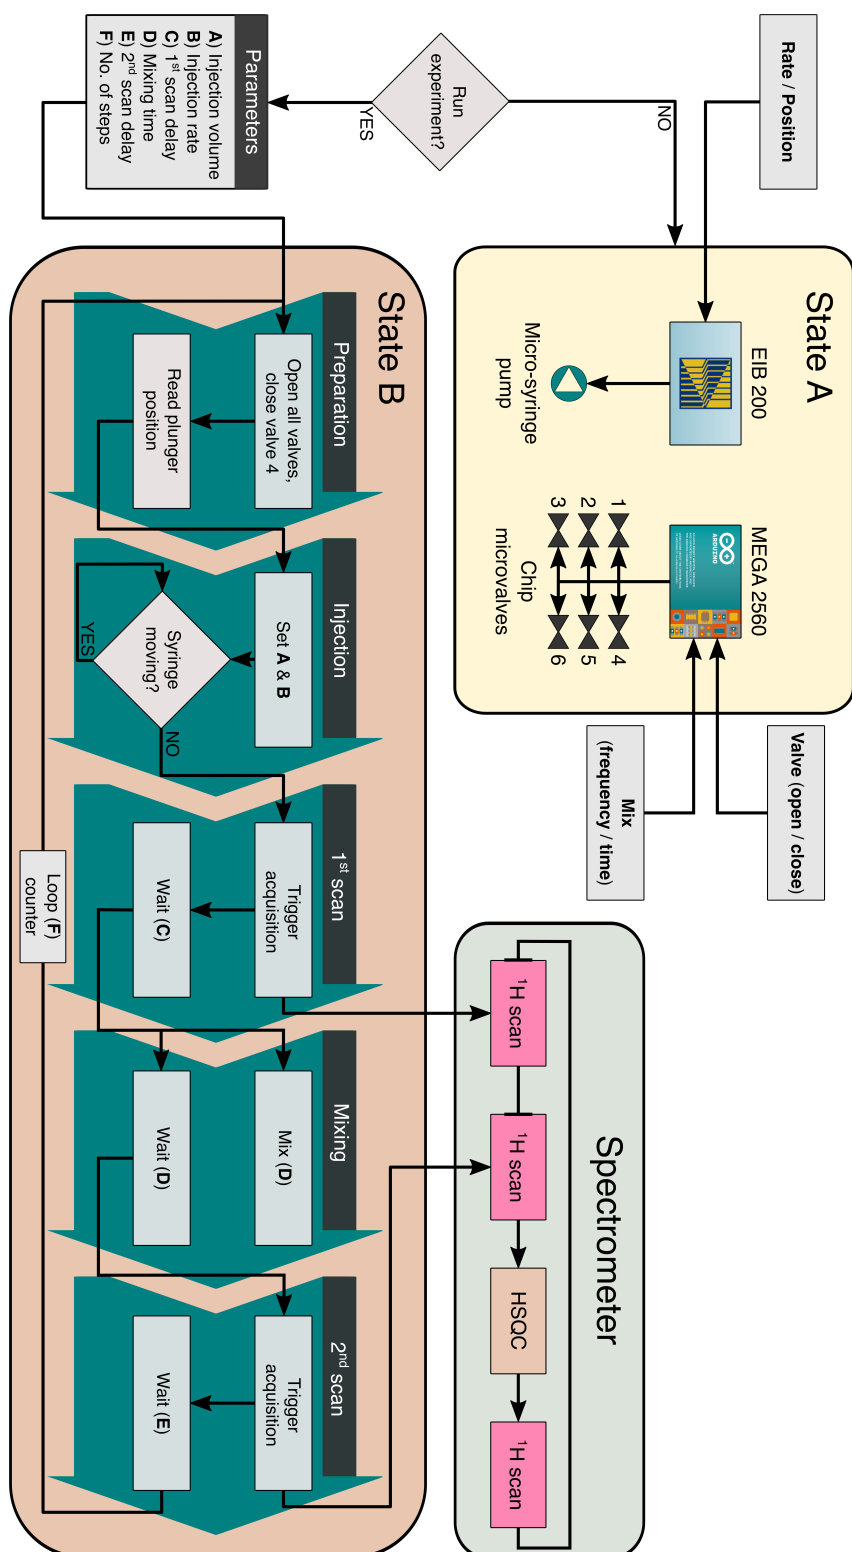 Rate / Position
Run
experiment?
NO
YES
Parameters
A) Injection volume
B) Injection rate
C) 1st scan delay
D) Mixing time
E) 2nd scan delay
F) No. of steps
State A
EIB 200
Micro-syringe
pump
MEGA 2560
ARDUINO
1
2
3
4
5
6
Chip
microvalves
Valve (open / close)
Mix
(frequency / time)
Spectrometer
1H scan
1H scan
HSQC
1H scan
State B
Preparation
Open all valves,
close valve 4
Read plunger
position
Injection
Set A & B
Syringe
moving?
YES
NO
1st scan
Trigger
acquisition
Wait (C)
Mixing
Mix (D)
Wait (D)
2nd scan
Trigger
acquisition
Wait (E)
Loop (F)
counter